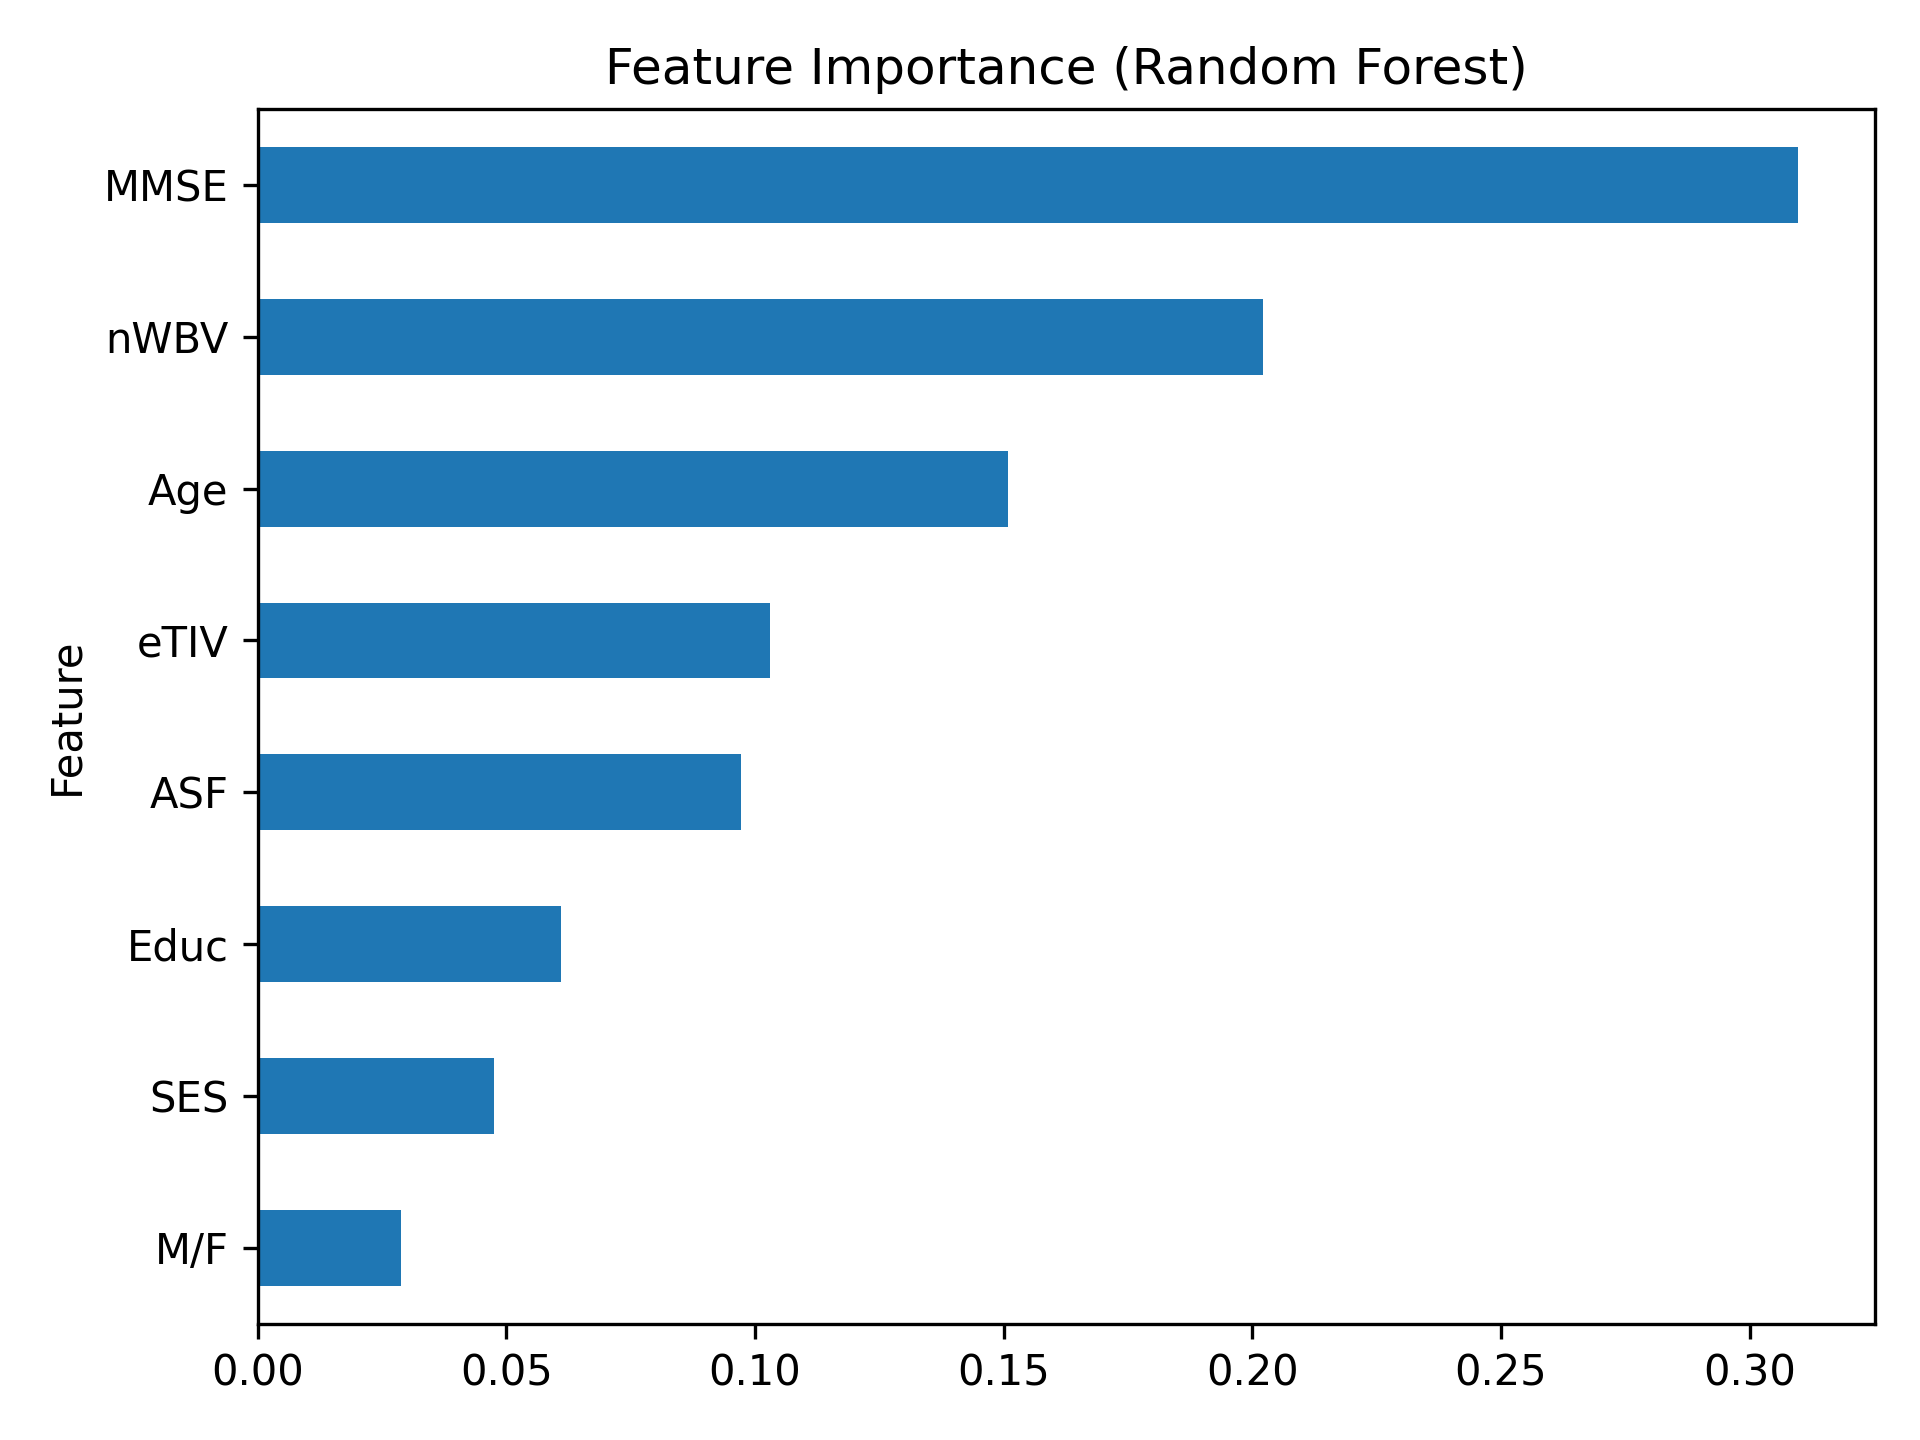 Feature Importance (Random Forest)
MMSE
nWBV
Age
eTIV
ASF
Educ
SES
M/F
Feature
0.00 0.05 0.10 0.15 0.20 0.25 0.30